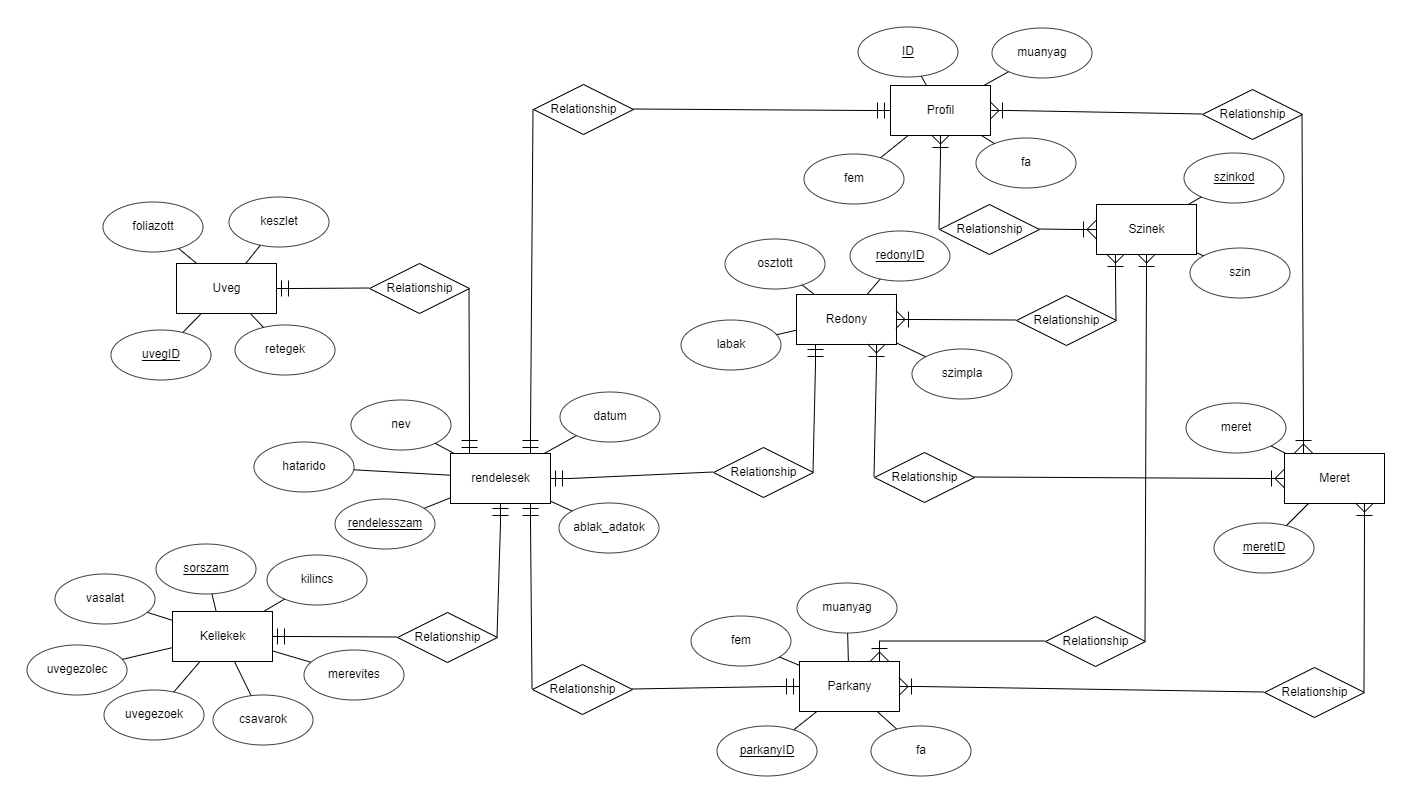 ID
muanyag
Relationship
Profil
Relationship
fem
fa
szinkod
foliazott
keszlet
Relationship
Szinek
osztott
redonyID
szin
Uveg
Relationship
Redony
Relationship
uvegID
retegek
labak
szimpla
nev
datum
meret
hatarido
rendelesek
Relationship
Relationship
Meret
rendelesszam
ablak_adatok
meretID
sorszam
kilincs
vasalat
muanyag
Kellekek
Relationship
fem
Relationship
uvegezolec
merevites
Relationship
Parkany
Relationship
uvegezoek
csavarok
parkanyID
fa